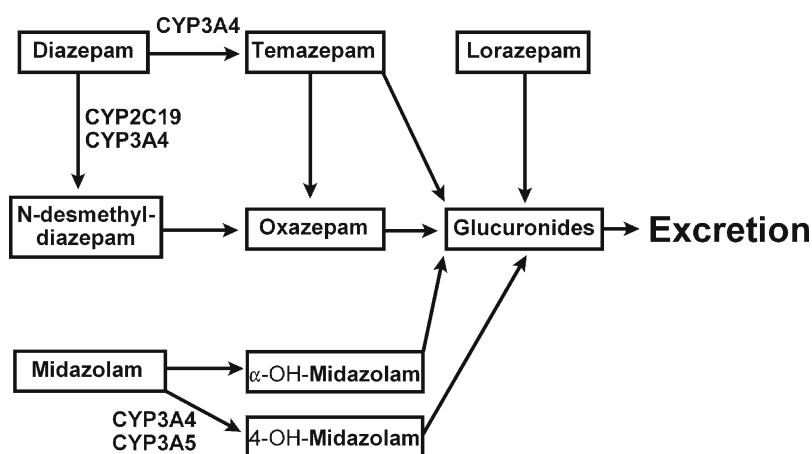 CYP3A4
Diazepam
Temazepam
Lorazepam
CYP2C19
CYP3A4
N-desmethyl-
diazepam
Oxazepam
Glucuronides
Excretion
Midazolam
α-OH-Midazolam
CYP3A4
CYP3A5
4-OH-Midazolam